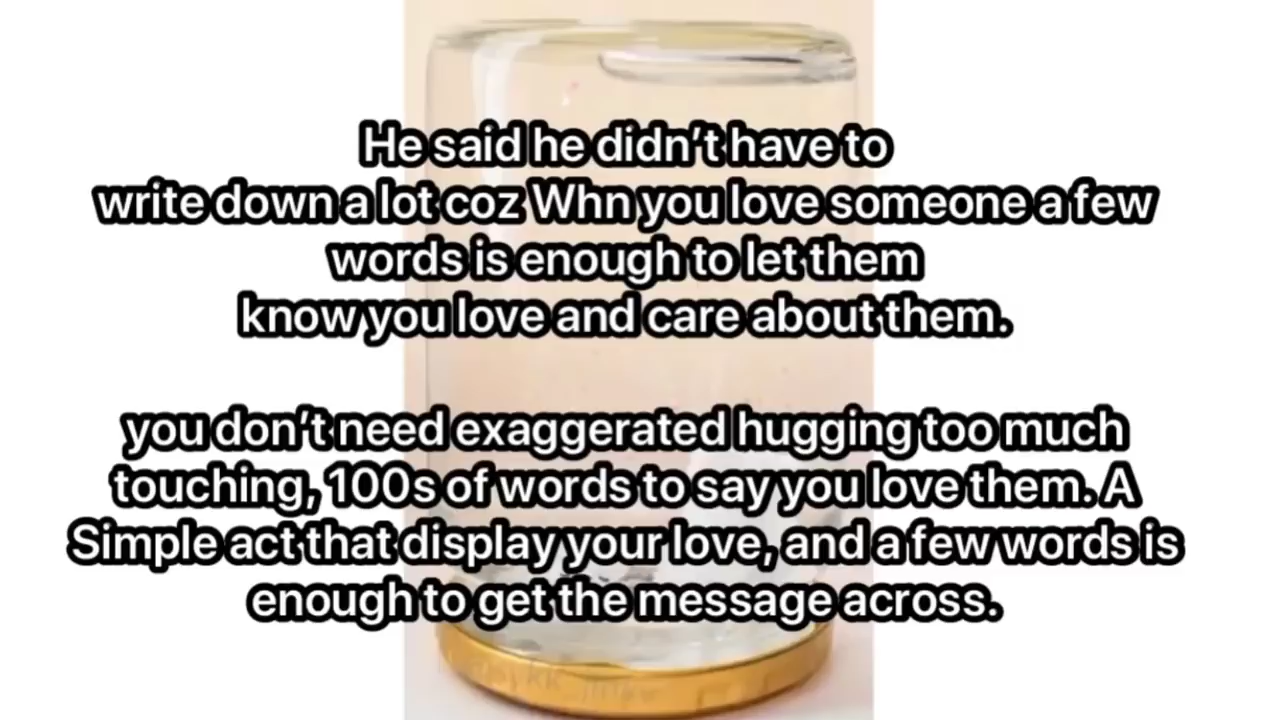 He said he didn’t have to
write down a lot coz Whn you love someone a few
words is enough to let them
know you love and care about them.
you don’t need exaggerated hugging too much
touching, 100s of words to say you love them. A
Simple act that display your love, and a few words is
enough to get the message across.